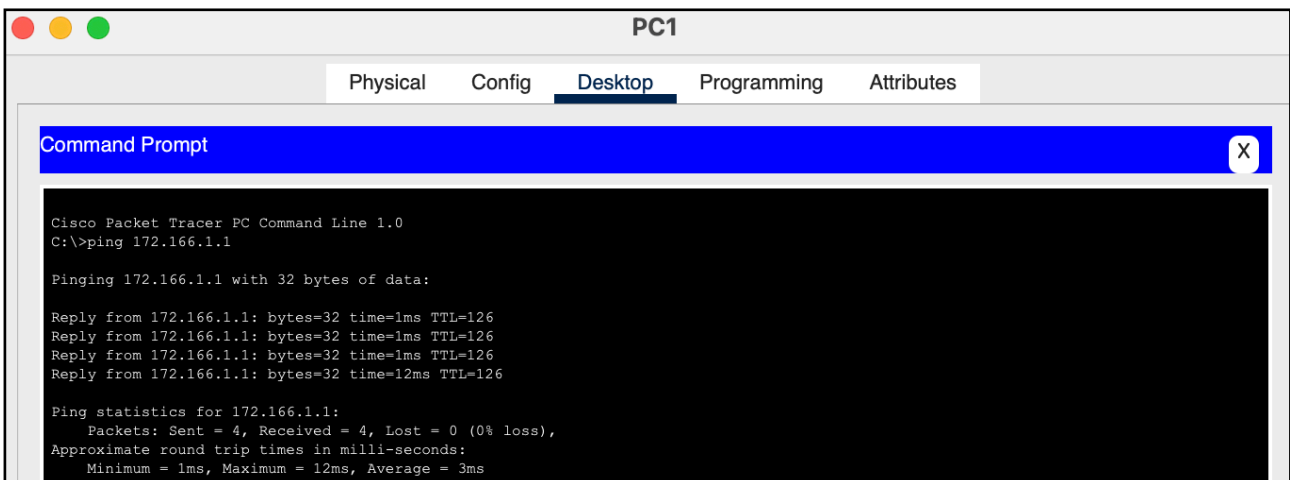 PC1
Physical Config Desktop Programming Attributes
Command Prompt
X
Cisco Packet Tracer PC Command Line 1.0
C:\>ping 172.166.1.1
Pinging 172.166.1.1 with 32 bytes of data:
Reply from 172.166.1.1: bytes=32 time=1ms TTL=126
Reply from 172.166.1.1: bytes=32 time=1ms TTL=126
Reply from 172.166.1.1: bytes=32 time=1ms TTL=126
Reply from 172.166.1.1: bytes=32 time=12ms TTL=126
Ping statistics for 172.166.1.1:
Packets: Sent = 4, Received = 4, Lost = 0 (0% loss),
Approximate round trip times in milli-seconds:
Minimum = 1ms, Maximum = 12ms, Average = 3ms